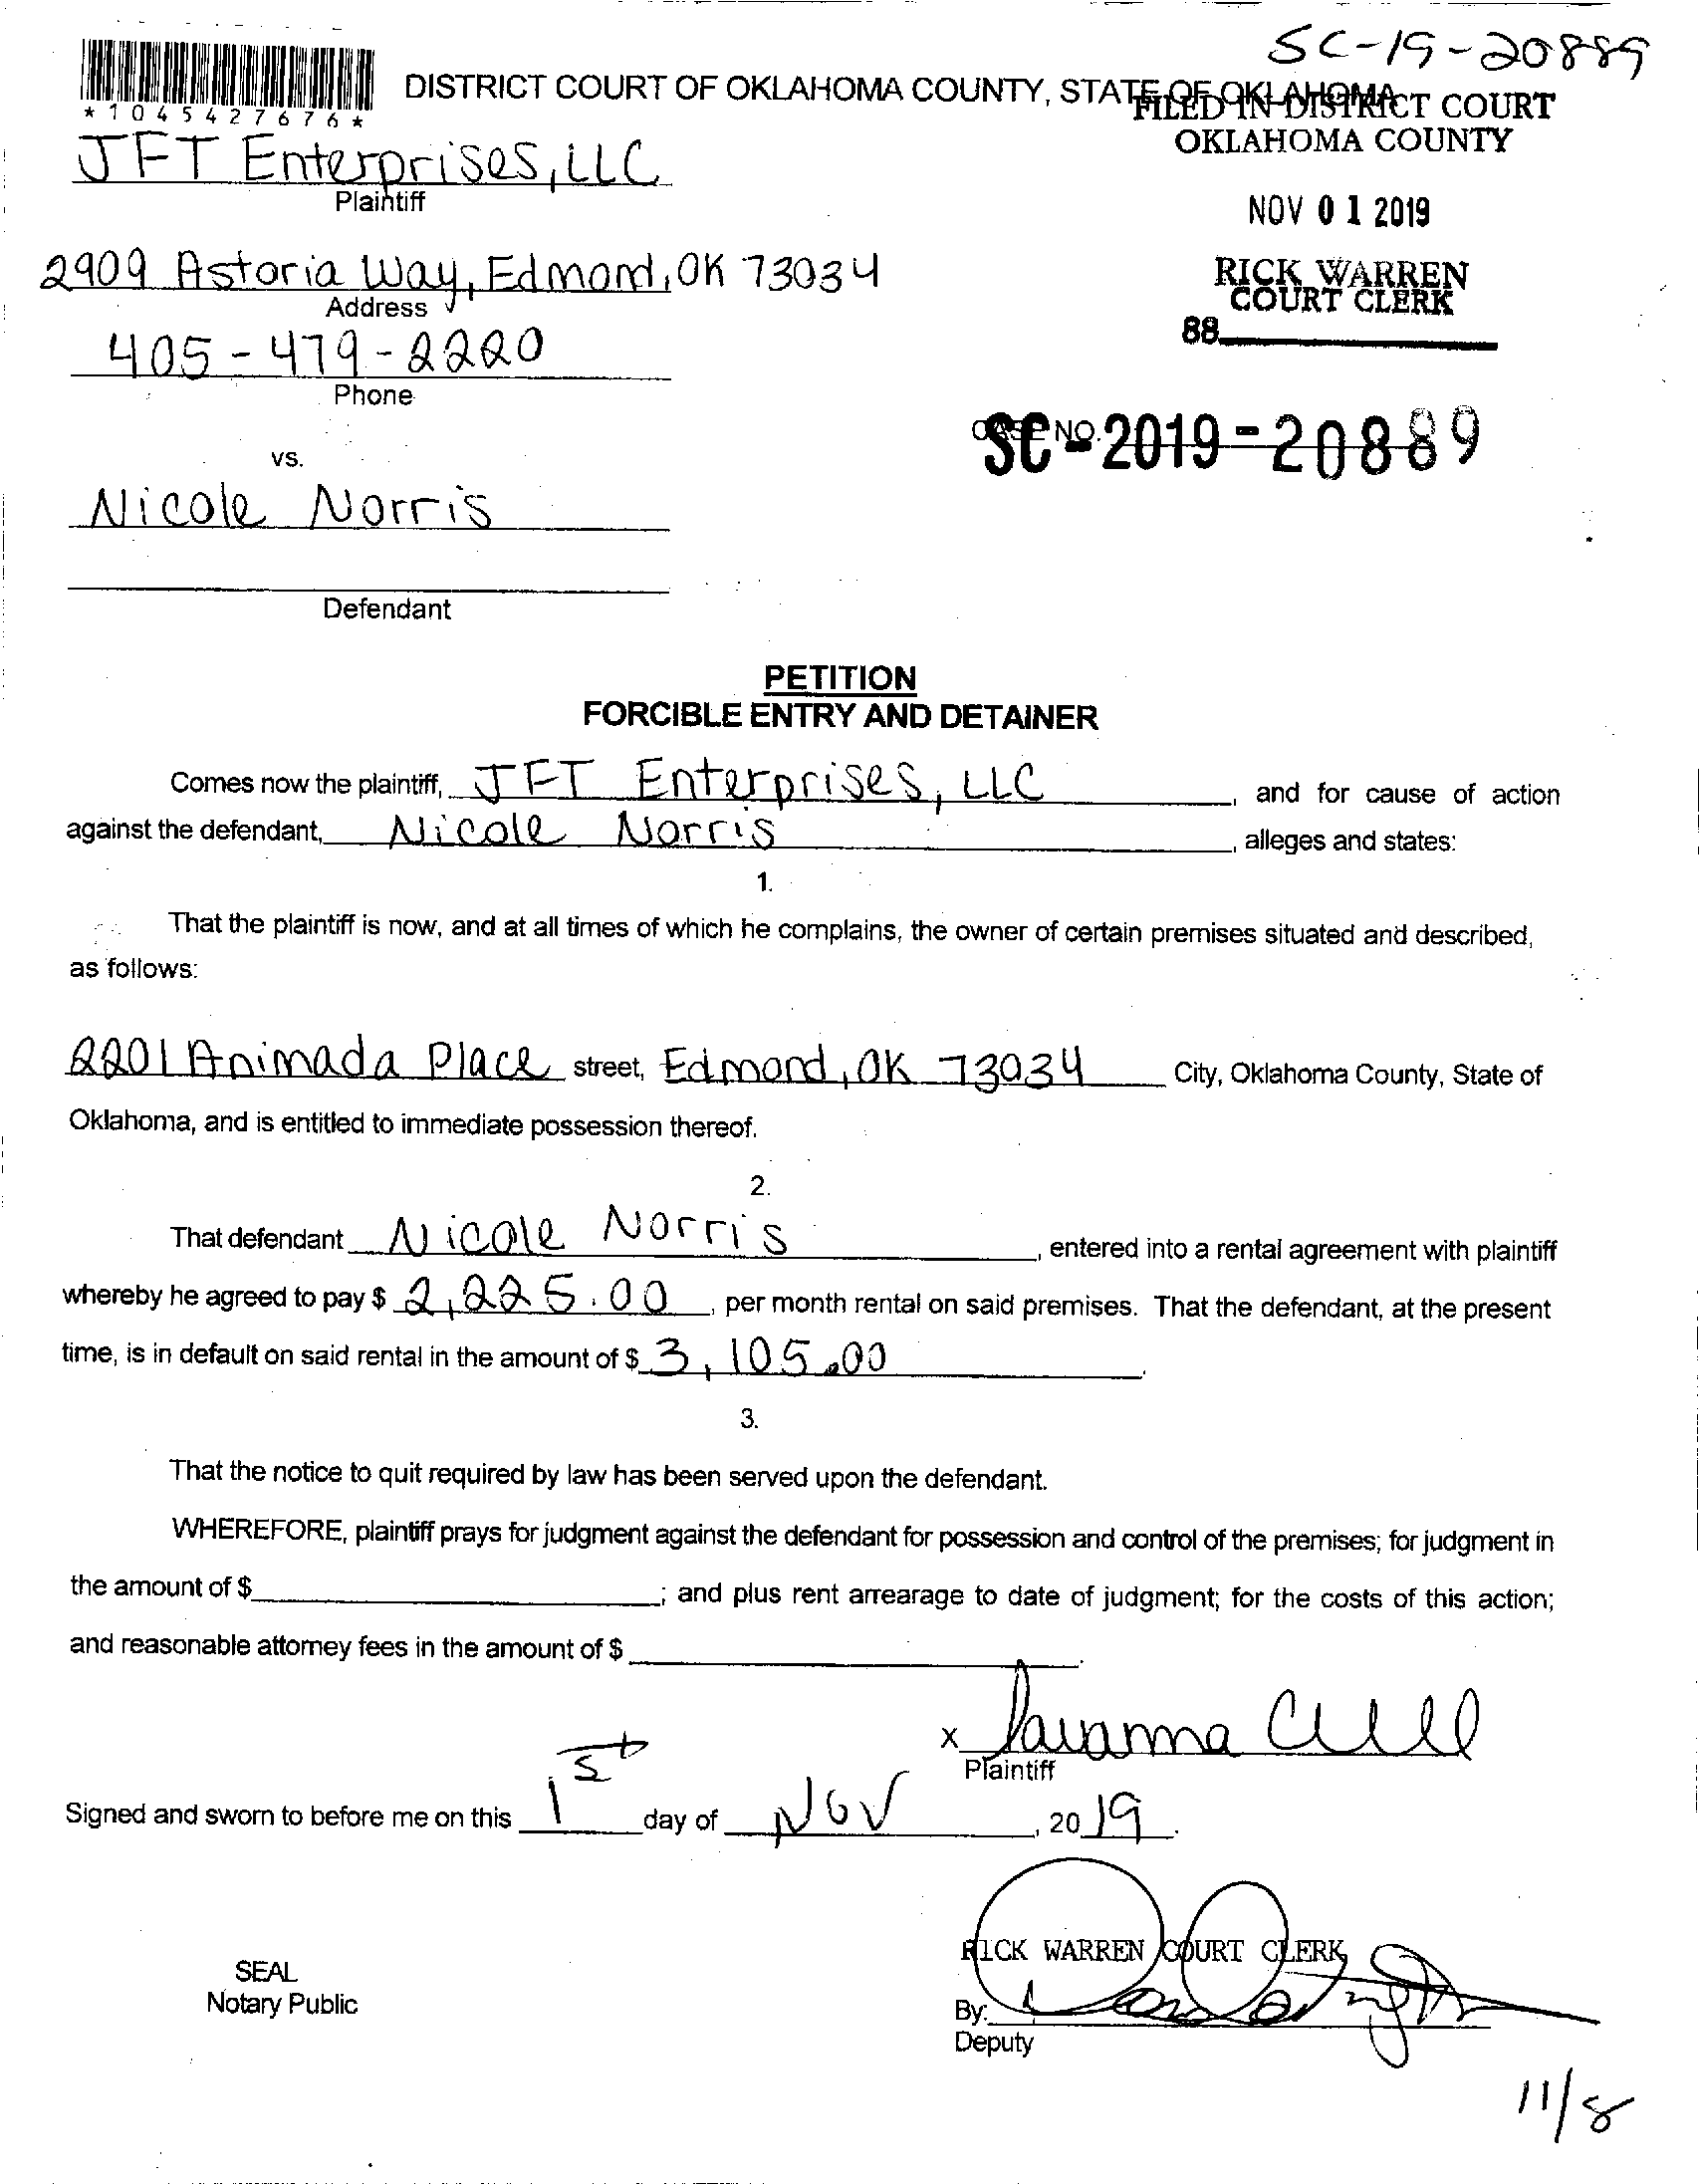 SC-19-20889
*1045427676*
DISTRICT COURT OF OKLAHOMA COUNTY, STATE OF OKLAHOMA
FILED IN DISTRICT COURT
OKLAHOMA COUNTY
JFT Enterprises, LLC
Plaintiff
NOV 01 2019
2909 Astoria Way, Edmond, OK 73034
Address
RICK WARREN
COURT CLERK
88
405-479-2220
Phone
CASE NO.
SC-2019-20889
vs.
Nicole Norris
Defendant
PETITION
FORCIBLE ENTRY AND DETAINER
Comes now the plaintiff, JFT Enterprises, LLC, and for cause of action
against the defendant, Nicole Norris, alleges and states:
1.
That the plaintiff is now, and at all times of which he complains, the owner of certain premises situated and described,
as follows:
2201 Animada Place street, Edmond, OK 73034 City, Oklahoma County, State of
Oklahoma, and is entitled to immediate possession thereof.
2.
That defendant Nicole Norris, entered into a rental agreement with plaintiff
whereby he agreed to pay $ 2,225.00, per month rental on said premises. That the defendant, at the present
time, is in default on said rental in the amount of $ 3,105.00.
3.
That the notice to quit required by law has been served upon the defendant.
WHEREFORE, plaintiff prays for judgment against the defendant for possession and control of the premises; for judgment in
the amount of $; and plus rent arrearage to date of judgment; for the costs of this action;
and reasonable attorney fees in the amount of $.
x Savanna Cull
Plaintiff
Signed and sworn to before me on this 1st day of Nov, 2019.
RICK WARREN COURT CLERK
SEAL
Notary Public
By:
Deputy
11/8